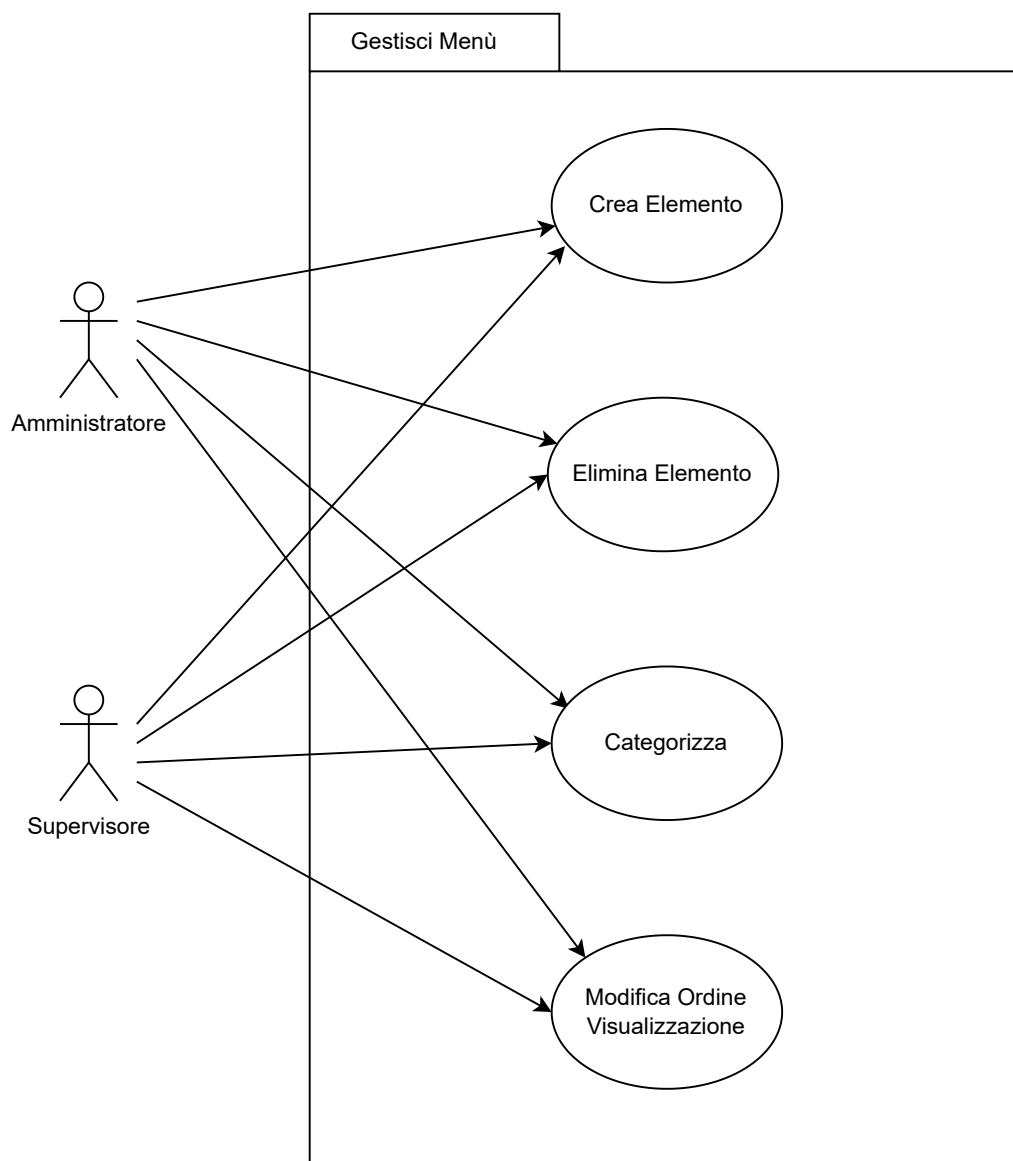 Gestisci Menù
Crea Elemento
Amministratore
Elimina Elemento
Categorizza
Supervisore
Modifica Ordine
Visualizzazione